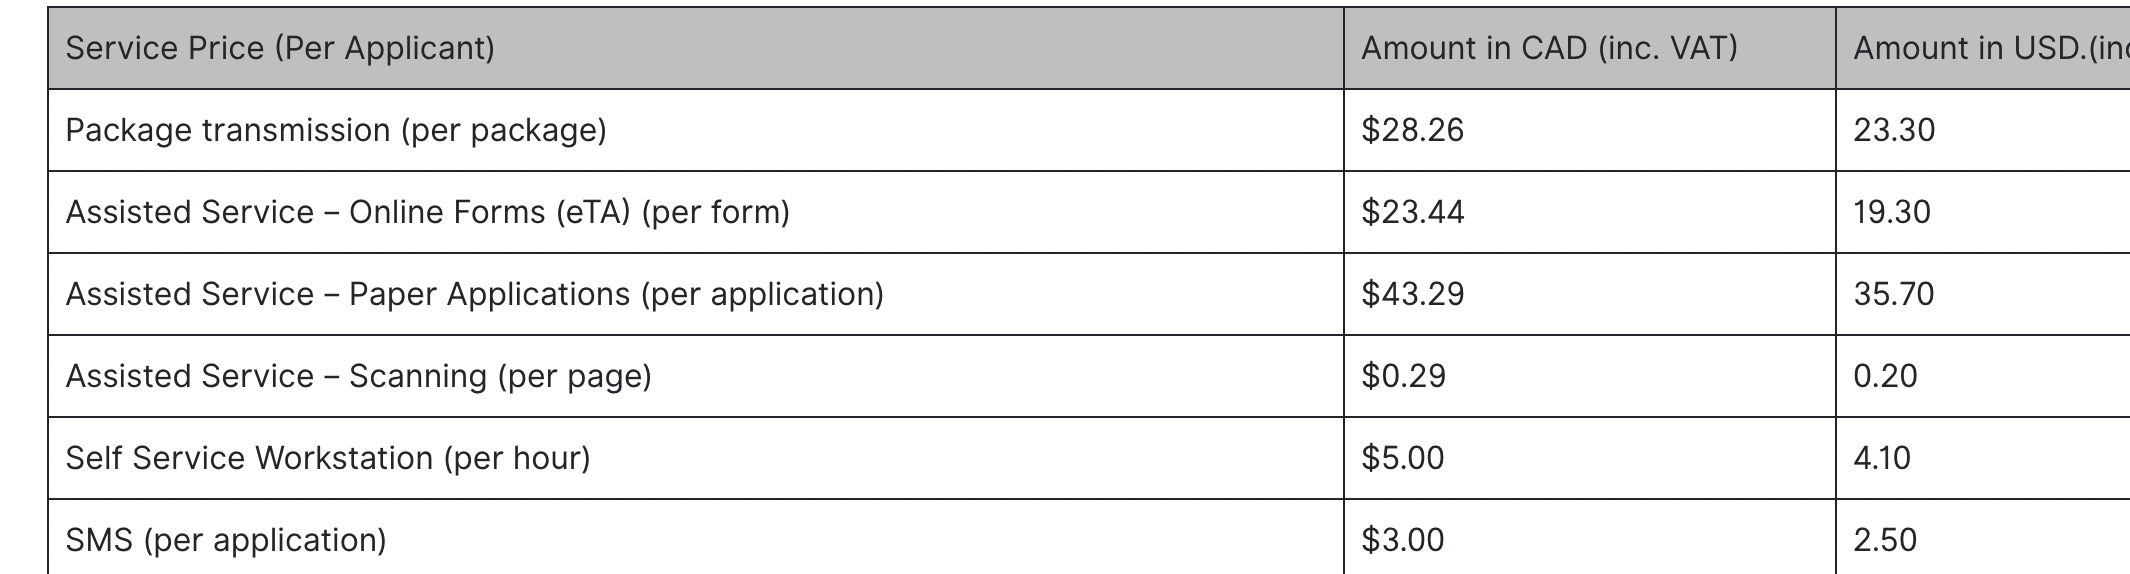 Service Price (Per Applicant) Amount in CAD (inc. VAT) Amount in USD.(inc
Package transmission (per package) $28.26 23.30
Assisted Service – Online Forms (eTA) (per form) $23.44 19.30
Assisted Service – Paper Applications (per application) $43.29 35.70
Assisted Service – Scanning (per page) $0.29 0.20
Self Service Workstation (per hour) $5.00 4.10
SMS (per application) $3.00 2.50